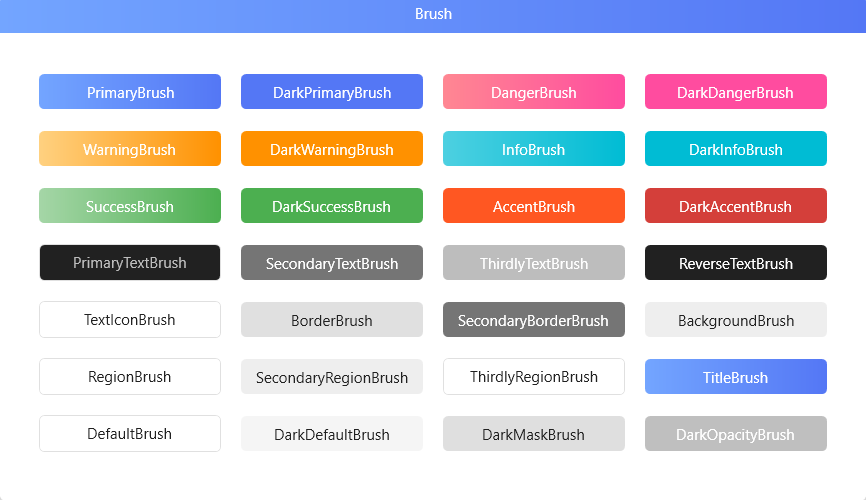 Brush
PrimaryBrush
DarkPrimaryBrush
DangerBrush
DarkDangerBrush
WarningBrush
DarkWarningBrush
InfoBrush
DarkInfoBrush
SuccessBrush
DarkSuccessBrush
AccentBrush
DarkAccentBrush
PrimaryTextBrush
SecondaryTextBrush
ThirdlyTextBrush
ReverseTextBrush
TextIconBrush
BorderBrush
SecondaryBorderBrush
BackgroundBrush
RegionBrush
SecondaryRegionBrush
ThirdlyRegionBrush
TitleBrush
DefaultBrush
DarkDefaultBrush
DarkMaskBrush
DarkOpacityBrush